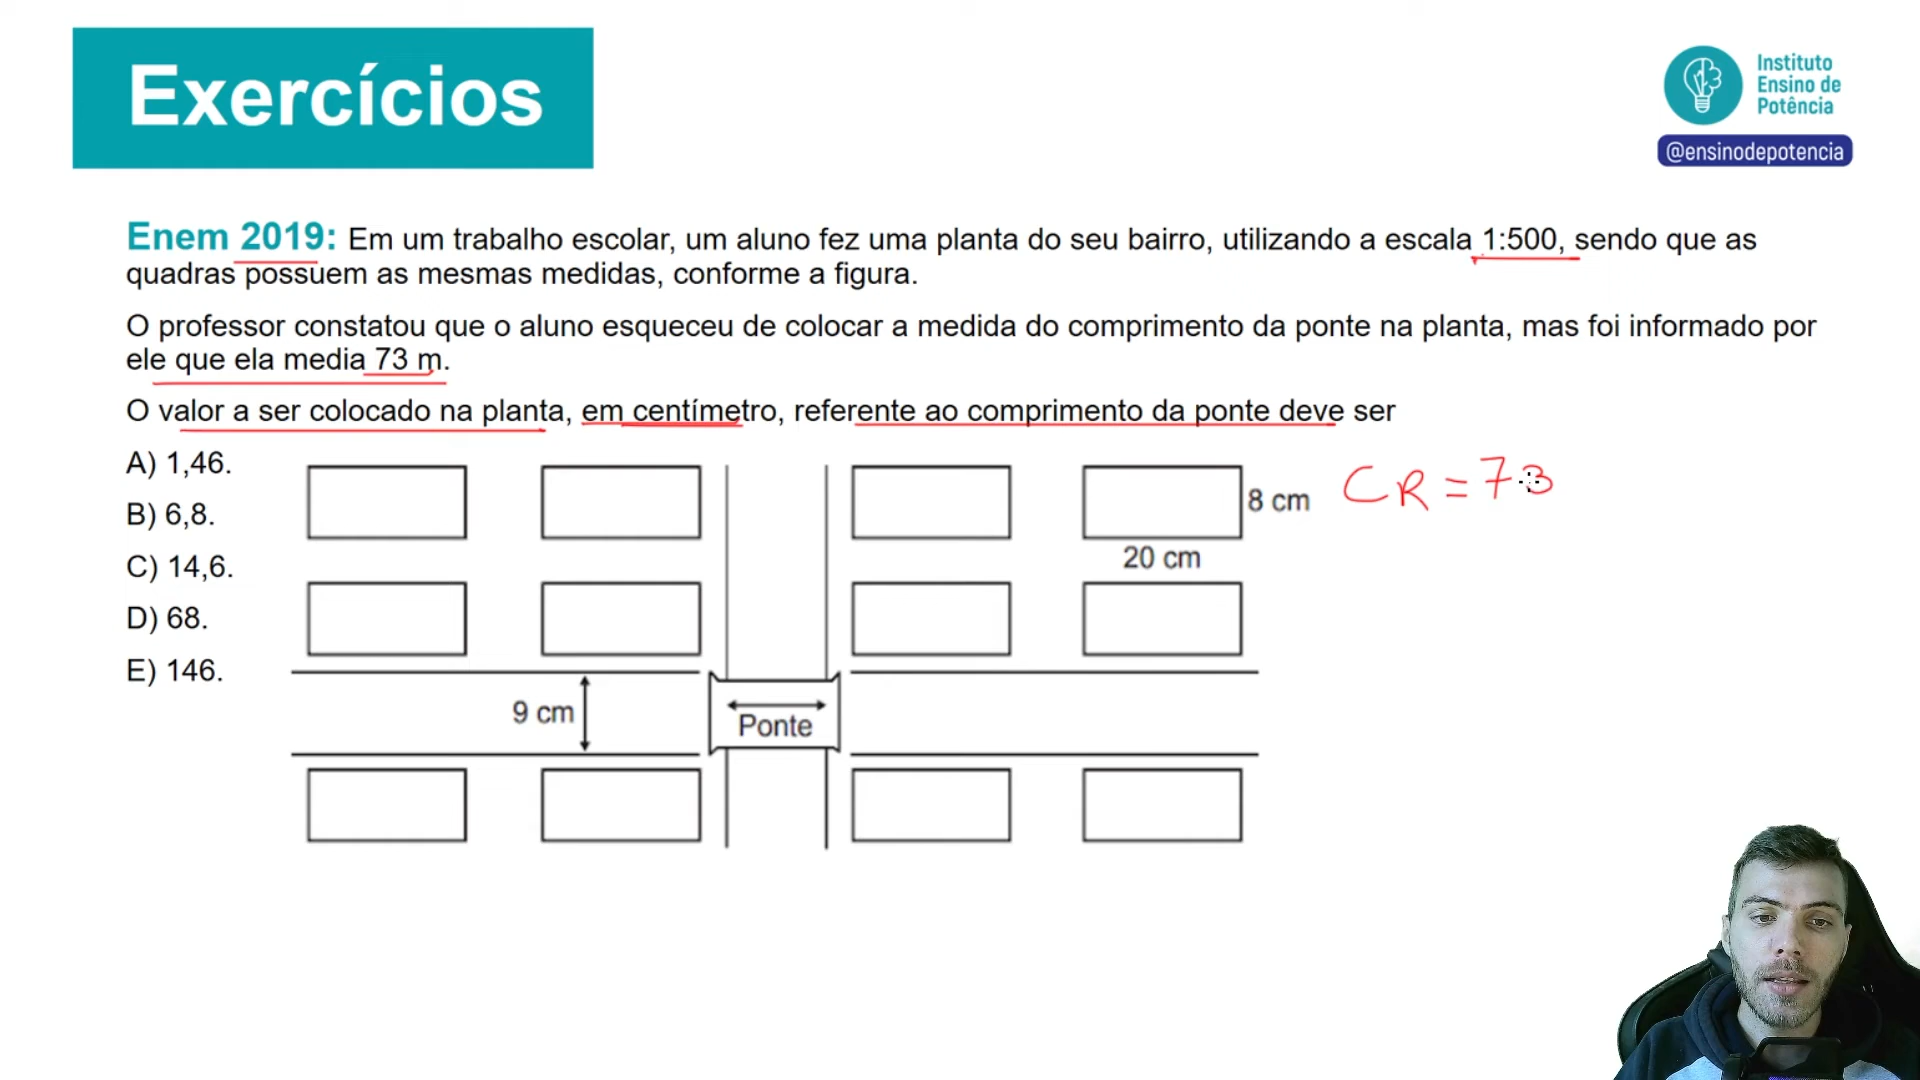 Exercícios
Instituto
Ensino de
Potência
@ensinodepotencia
Enem 2019: Em um trabalho escolar, um aluno fez uma planta do seu bairro, utilizando a escala 1:500, sendo que as
quadras possuem as mesmas medidas, conforme a figura.
O professor constatou que o aluno esqueceu de colocar a medida do comprimento da ponte na planta, mas foi informado por
ele que ela media 73 m.
O valor a ser colocado na planta, em centímetro, referente ao comprimento da ponte deve ser
A) 1,46.
B) 6,8.
C) 14,6.
D) 68.
E) 146.
8 cm
20 cm
9 cm
Ponte
CR = 73